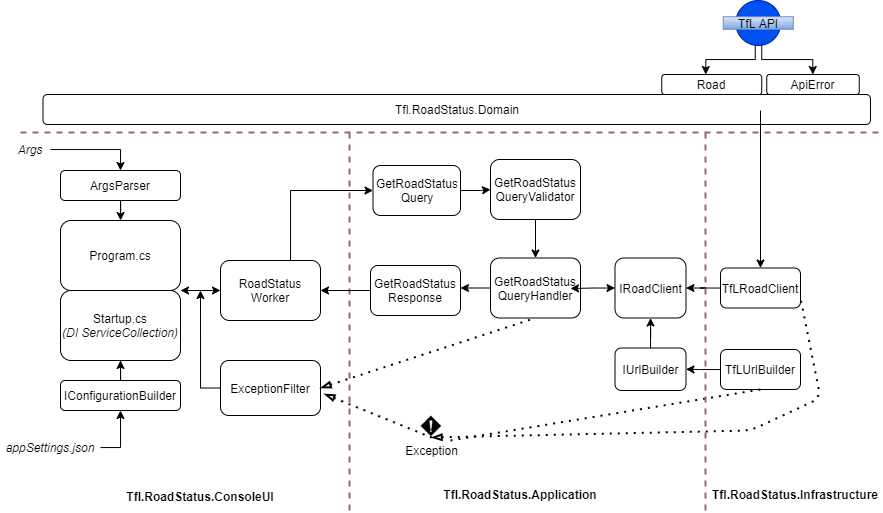 TfL API
Road
ApiError
Tfl.RoadStatus.Domain
Args
ArgsParser
GetRoadStatus
Query
GetRoadStatus
QueryValidator
Program.cs
RoadStatus
Worker
GetRoadStatus
Response
GetRoadStatus
QueryHandler
IRoadClient
TfLRoadClient
Startup.cs
(DI ServiceCollection)
IUrlBuilder
TfLUrlBuilder
IConfigurationBuilder
ExceptionFilter
appSettings.json
!
Exception
Tfl.RoadStatus.ConsoleUI
Tfl.RoadStatus.Application
Tfl.RoadStatus.Infrastructure